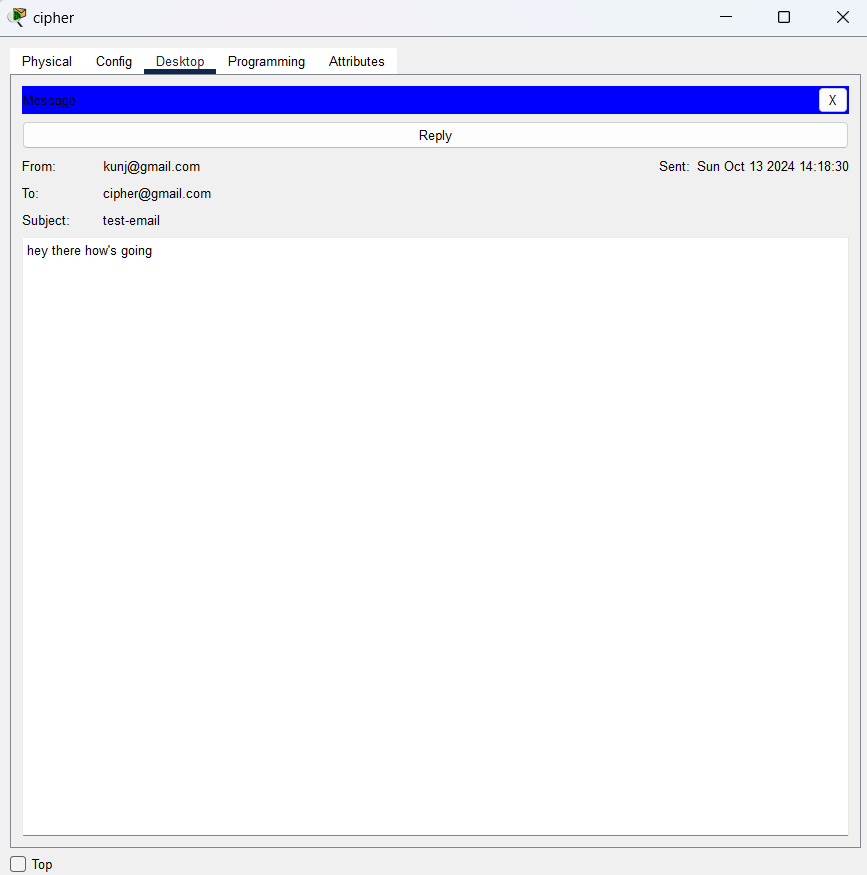 cipher
Physical Config Desktop Programming Attributes
Message X
Reply
From: kunj@gmail.com Sent: Sun Oct 13 2024 14:18:30
To: cipher@gmail.com
Subject: test-email
hey there how's going
Top